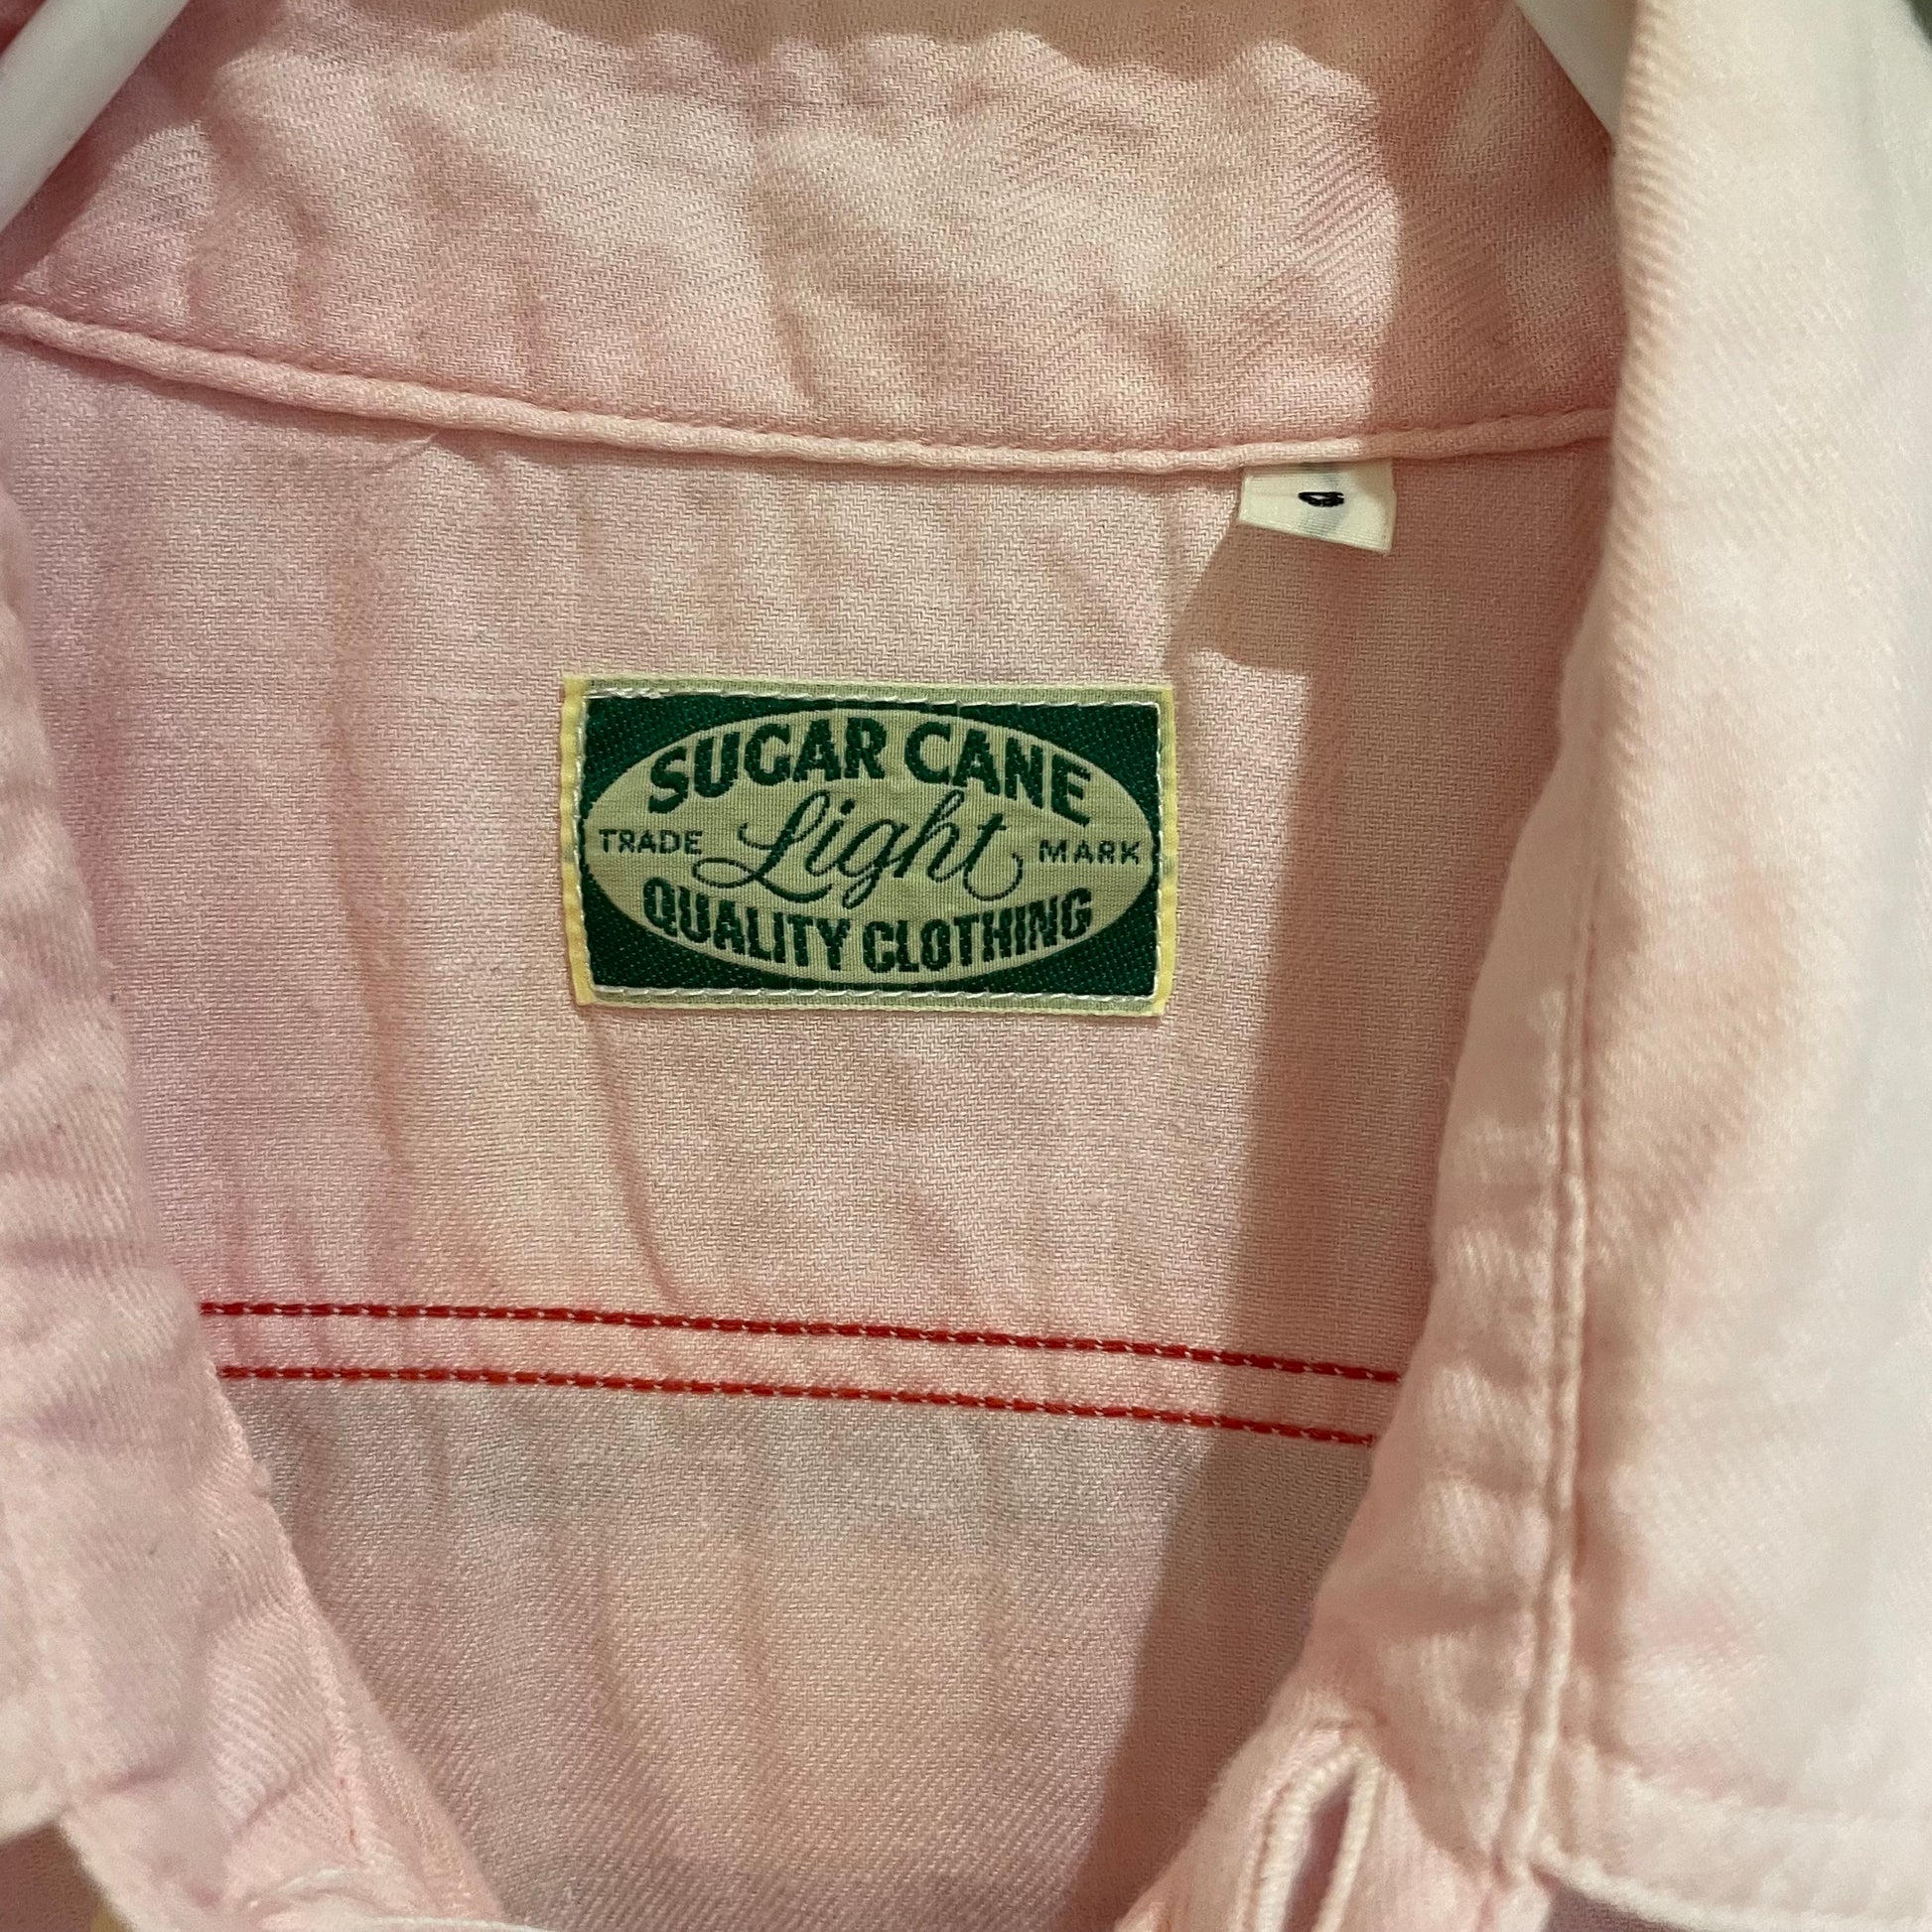 SUGAR CANE
TRADE Light MARK
QUALITY CLOTHING